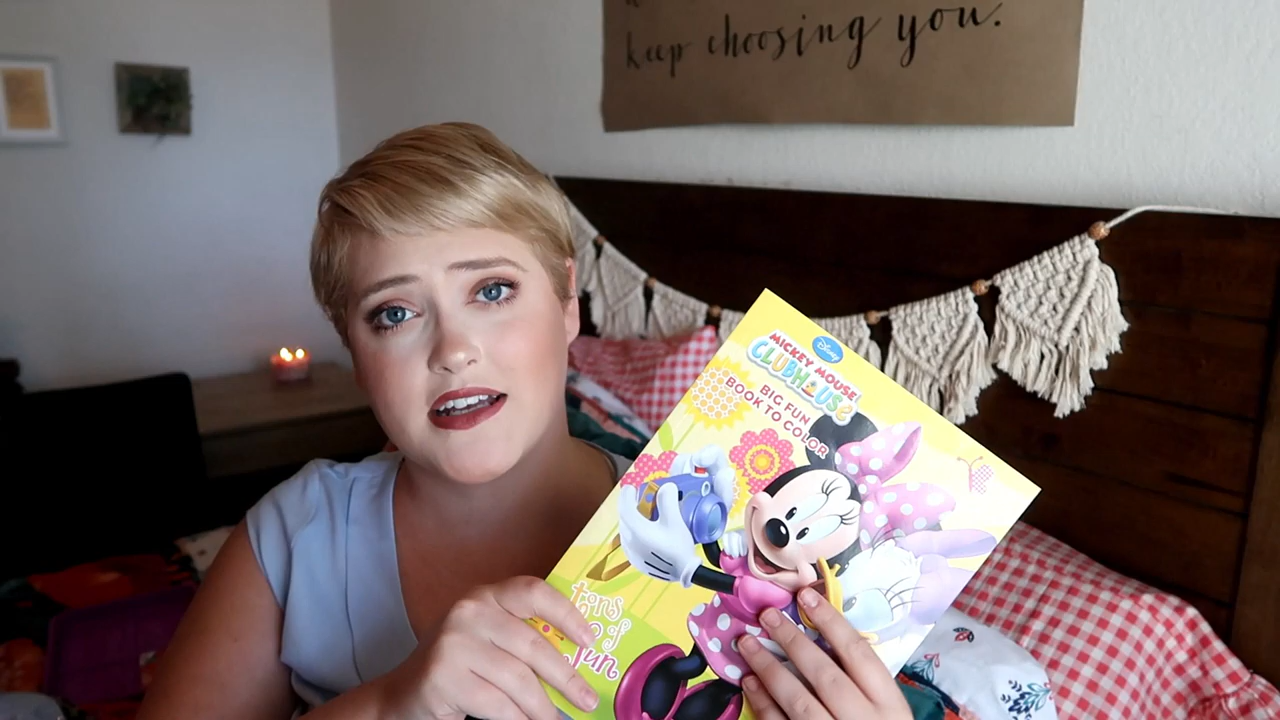 keep choosing you.
Disney
MICKEY MOUSE
CLUBHOUSE
BIG FUN
BOOK TO COLOR
tons
of
fun